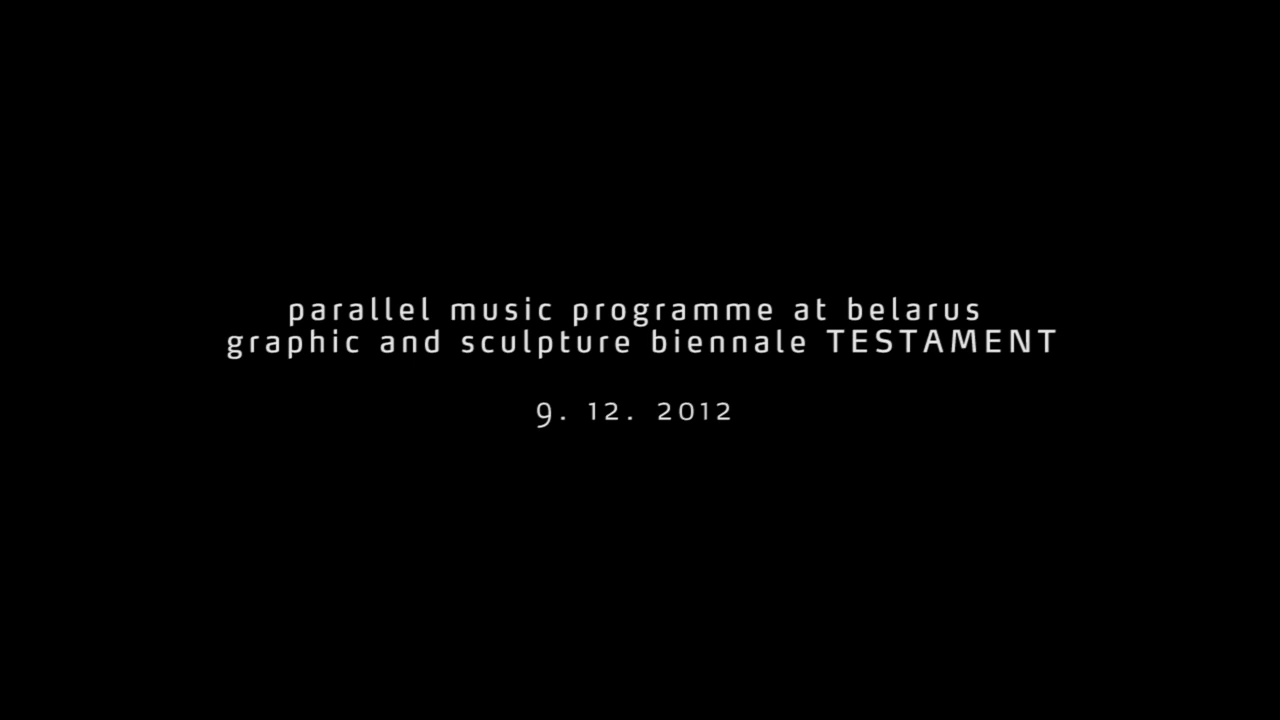 parallel music programme at belarus
graphic and sculpture biennale TESTAMENT
9. 12. 2012